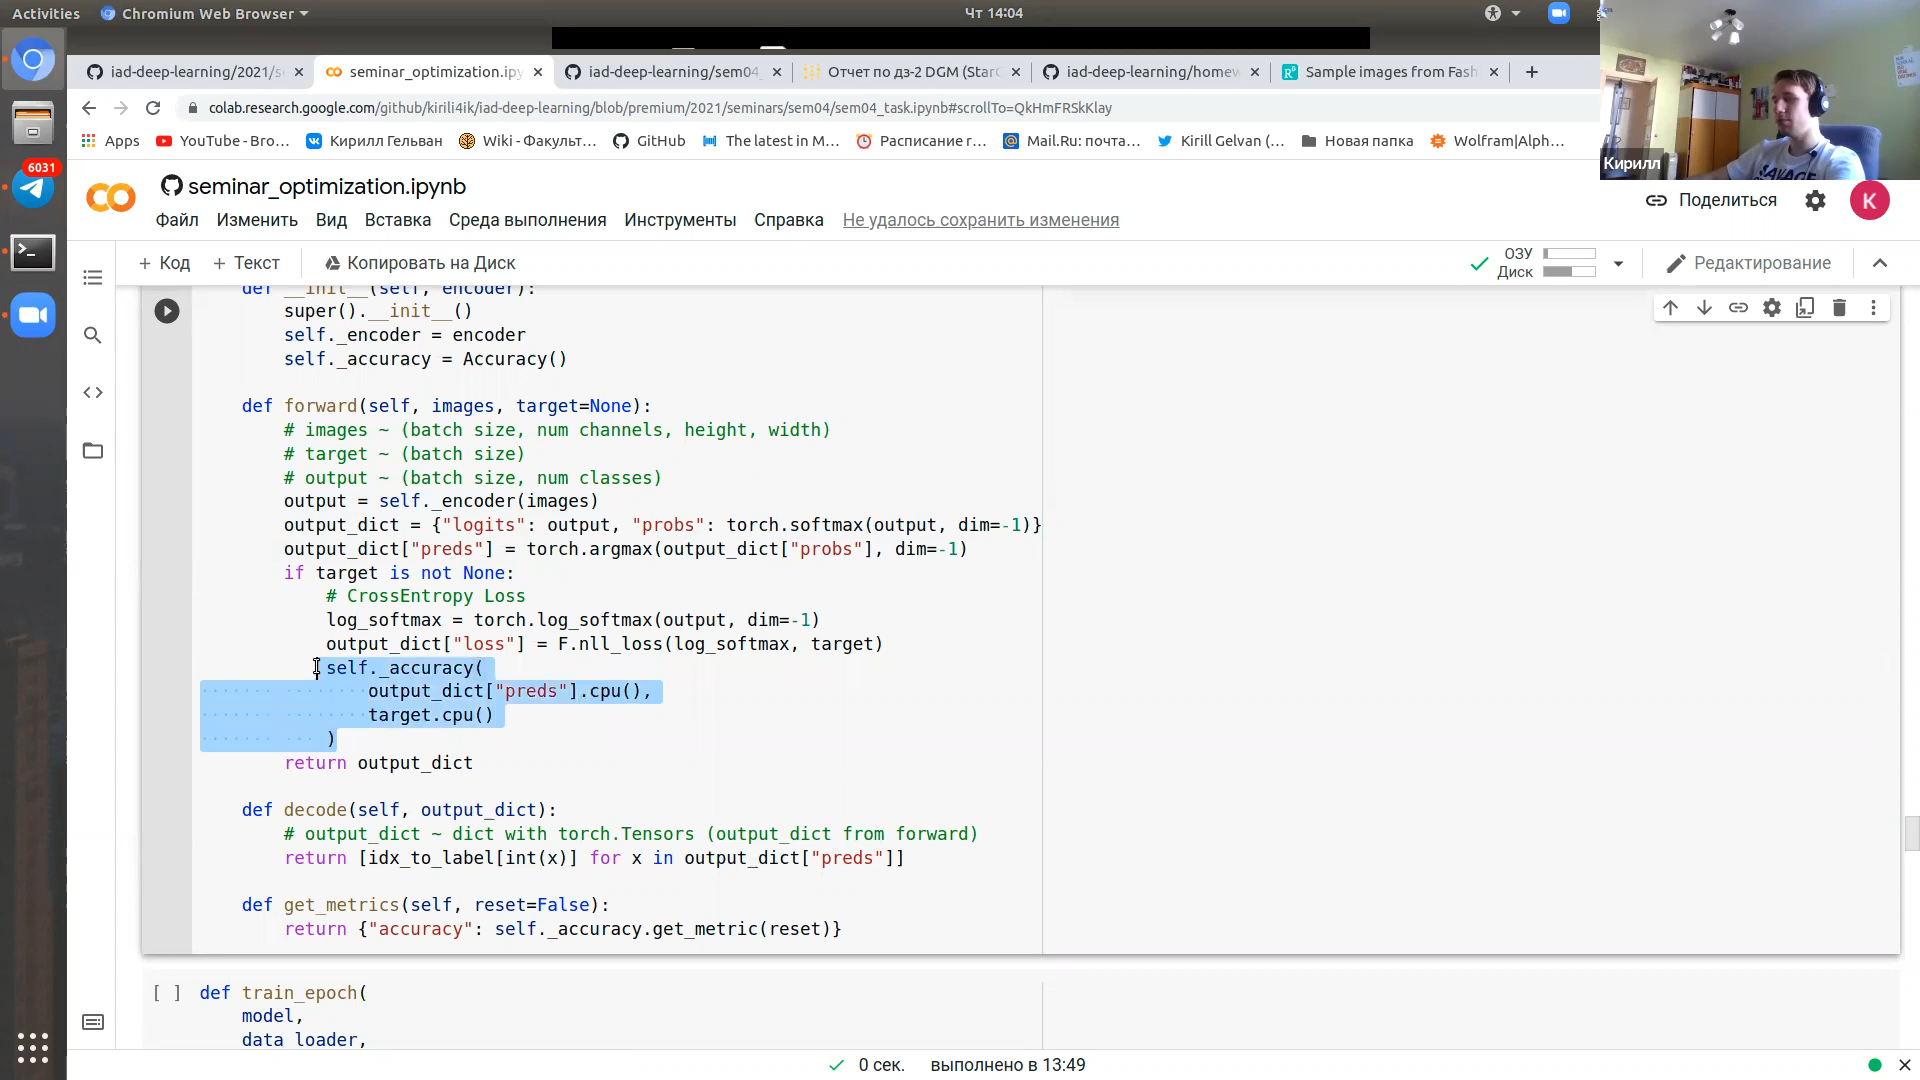 Activities
Chromium Web Browser
Чт 14:04
iad-deep-learning/2021/se
seminar_optimization.ipy
iad-deep-learning/sem04_
Отчет по дз-2 DGM (Star
iad-deep-learning/homew
Sample images from Fash
colab.research.google.com/github/kirili4ik/iad-deep-learning/blob/premium/2021/seminars/sem04/sem04_task.ipynb#scrollTo=QkHmFRSkKlay
Apps
YouTube - Bro...
Кирилл Гельван
Wiki - Факульт...
GitHub
The latest in M...
Расписание г...
Mail.Ru: почта...
Kirill Gelvan (...
Новая папка
Wolfram|Alph...
Кирилл
6031
CO
seminar_optimization.ipynb
Поделиться
K
Файл Изменить Вид Вставка Среда выполнения Инструменты Справка Не удалось сохранить изменения
+ Код + Текст Копировать на Диск
ОЗУ
Диск
Редактирование
def __init__(self, encoder):
super().__init__()
self._encoder = encoder
self._accuracy = Accuracy()
def forward(self, images, target=None):
# images ~ (batch size, num channels, height, width)
# target ~ (batch size)
# output ~ (batch size, num classes)
output = self._encoder(images)
output_dict = {"logits": output, "probs": torch.softmax(output, dim=-1)}
output_dict["preds"] = torch.argmax(output_dict["probs"], dim=-1)
if target is not None:
# CrossEntropy Loss
log_softmax = torch.log_softmax(output, dim=-1)
output_dict["loss"] = F.nll_loss(log_softmax, target)
self._accuracy(
output_dict["preds"].cpu(),
target.cpu()
)
return output_dict
def decode(self, output_dict):
# output_dict ~ dict with torch.Tensors (output_dict from forward)
return [idx_to_label[int(x)] for x in output_dict["preds"]]
def get_metrics(self, reset=False):
return {"accuracy": self._accuracy.get_metric(reset)}
[ ] def train_epoch(
model,
data_loader,
0 сек. выполнено в 13:49